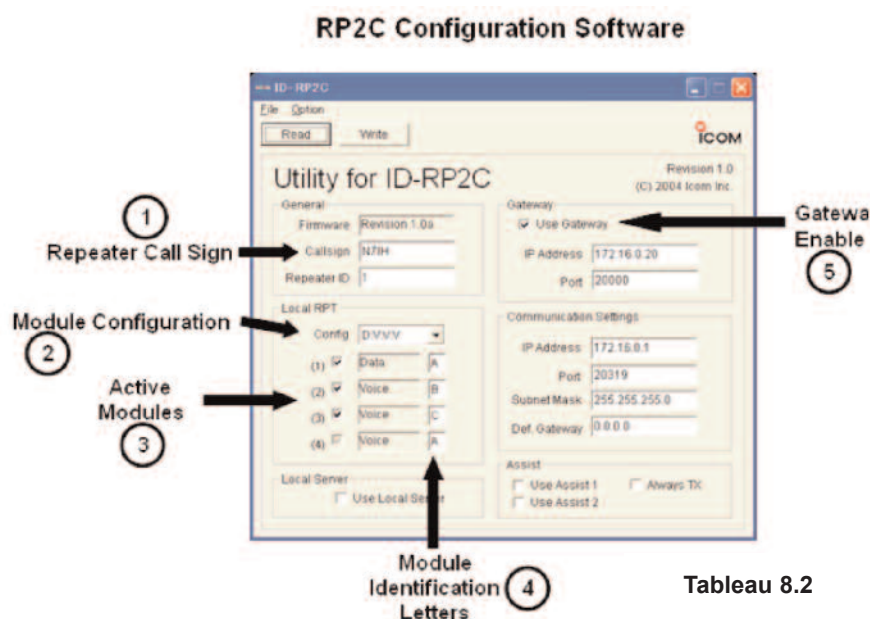 RP2C Configuration Software
ID-RP2C
File Option
Read Write
ICOM
Utility for ID-RP2C
Revision 1.0
(C) 2004 Icom Inc.
General
Firmware Revision 1.0a
Callsign N7IH
Repeater ID 1
Gateway
Use Gateway
IP Address 172.16.0.20
Port 20000
Local RPT
Config D:V:V:V
(1) Data A
(2) Voice B
(3) Voice C
(4) Voice A
Communication Settings
IP Address 172.16.0.1
Port 20319
Subnet Mask 255.255.255.0
Def. Gateway 0.0.0.0
Local Server
Use Local Server
Assist
Use Assist 1 Always TX
Use Assist 2
1
Repeater Call Sign
Module Configuration
2
Active
Modules
3
Module
Identification
Letters
4
Gatewa
Enable
5
Tableau 8.2